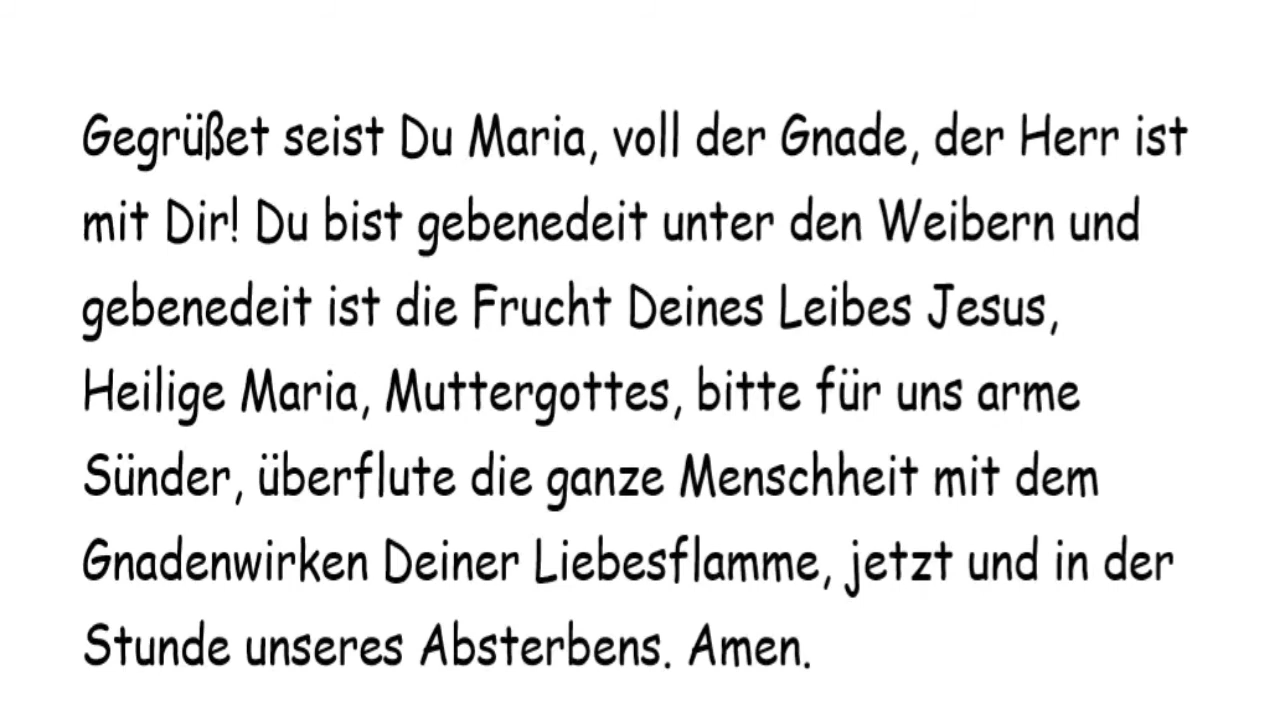 Gegrüßet seist Du Maria, voll der Gnade, der Herr ist
mit Dir! Du bist gebenedeit unter den Weibern und
gebenedeit ist die Frucht Deines Leibes Jesus,
Heilige Maria, Muttergottes, bitte für uns arme
Sünder, überflute die ganze Menschheit mit dem
Gnadenwirken Deiner Liebesflamme, jetzt und in der
Stunde unseres Absterbens. Amen.